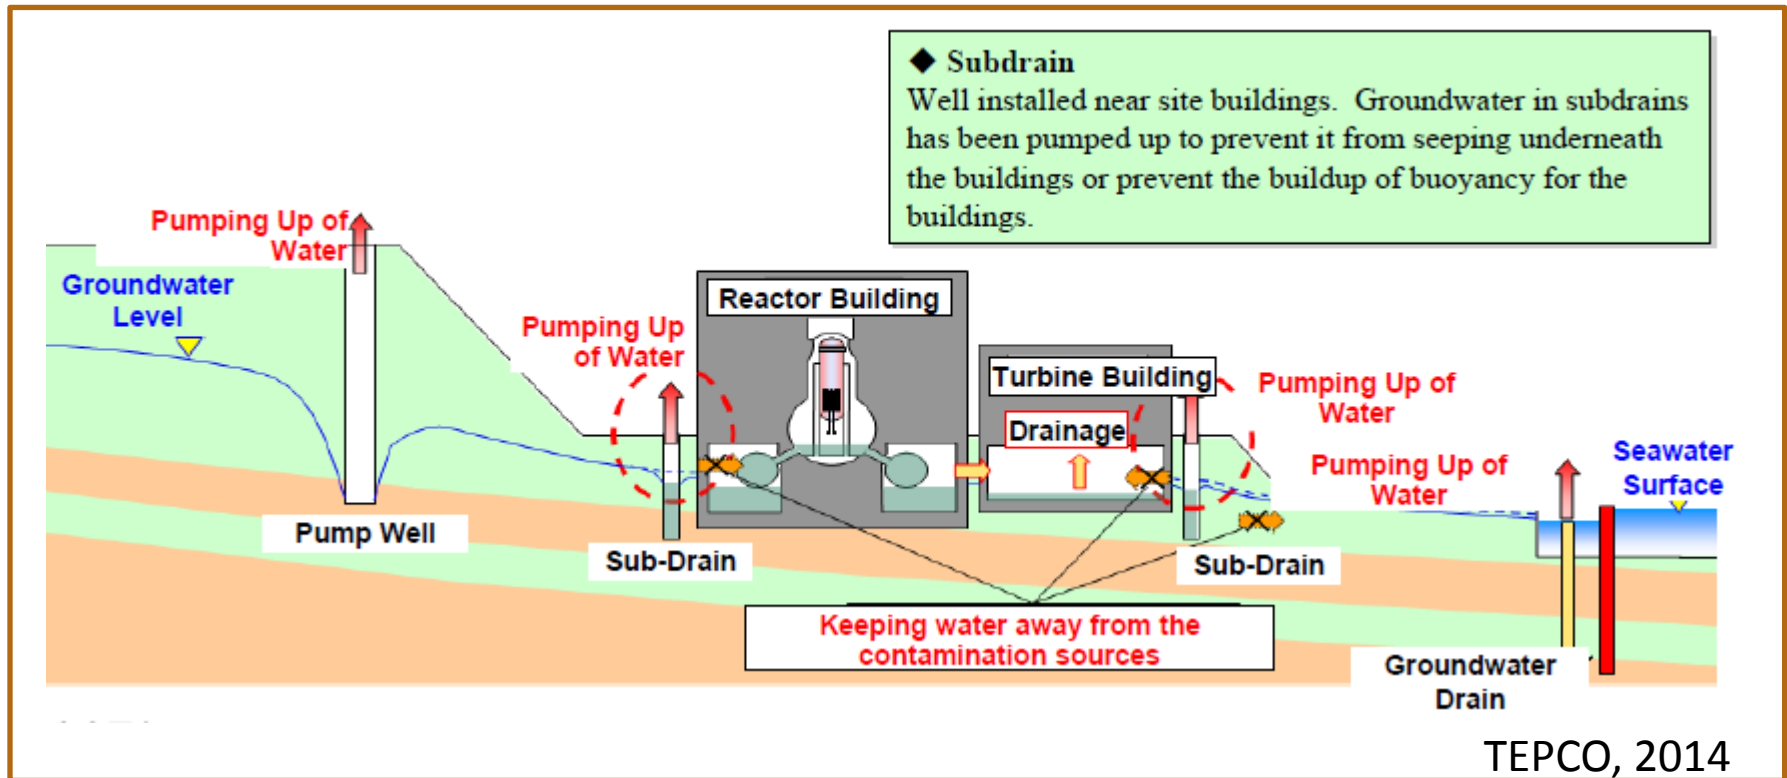 ◆ Subdrain
Well installed near site buildings. Groundwater in subdrains
has been pumped up to prevent it from seeping underneath
the buildings or prevent the buildup of buoyancy for the
buildings.
Pumping Up of
Water
Groundwater
Level
Pumping Up
of Water
Reactor Building
Turbine Building
Drainage
Pumping Up of
Water
Pumping Up of
Water
Seawater
Surface
Pump Well
Sub-Drain
Sub-Drain
Keeping water away from the
contamination sources
Groundwater
Drain
TEPCO, 2014